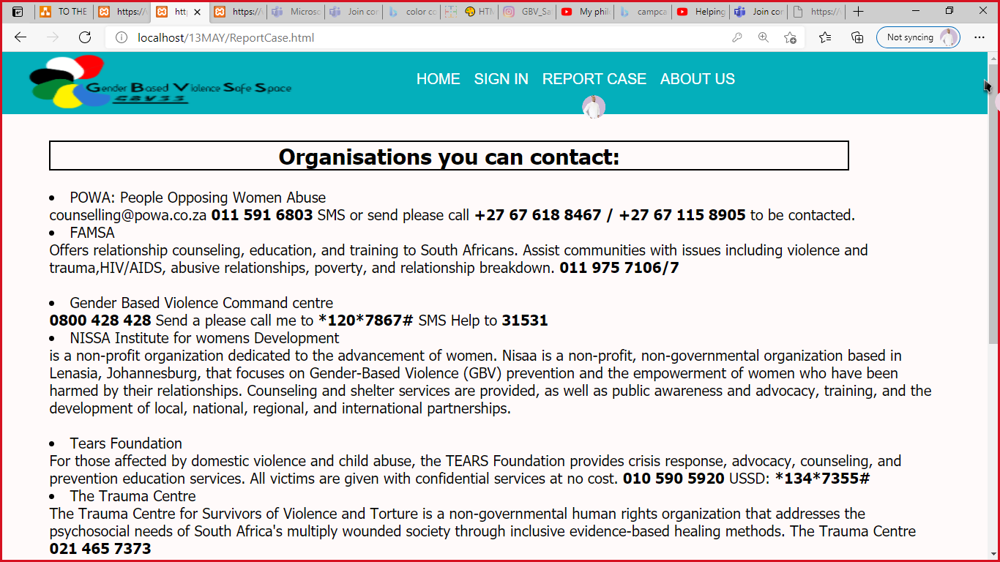 TO THE
https://
htt
https://
Microsc
Join cor
color co
HTM
GBV_Sa
My phil
campca
Helping
Join cor
https://
localhost/13MAY/ReportCase.html
Not syncing
Gender Based Violence Safe Space
GBVSS
HOME SIGN IN REPORT CASE ABOUT US
Organisations you can contact:
• POWA: People Opposing Women Abuse
counselling@powa.co.za 011 591 6803 SMS or send please call +27 67 618 8467 / +27 67 115 8905 to be contacted.
• FAMSA
Offers relationship counseling, education, and training to South Africans. Assist communities with issues including violence and
trauma,HIV/AIDS, abusive relationships, poverty, and relationship breakdown. 011 975 7106/7
• Gender Based Violence Command centre
0800 428 428 Send a please call me to *120*7867# SMS Help to 31531
• NISSA Institute for womens Development
is a non-profit organization dedicated to the advancement of women. Nisaa is a non-profit, non-governmental organization based in
Lenasia, Johannesburg, that focuses on Gender-Based Violence (GBV) prevention and the empowerment of women who have been
harmed by their relationships. Counseling and shelter services are provided, as well as public awareness and advocacy, training, and the
development of local, national, regional, and international partnerships.
• Tears Foundation
For those affected by domestic violence and child abuse, the TEARS Foundation provides crisis response, advocacy, counseling, and
prevention education services. All victims are given with confidential services at no cost. 010 590 5920 USSD: *134*7355#
• The Trauma Centre
The Trauma Centre for Survivors of Violence and Torture is a non-governmental human rights organization that addresses the
psychosocial needs of South Africa's multiply wounded society through inclusive evidence-based healing methods. The Trauma Centre
021 465 7373